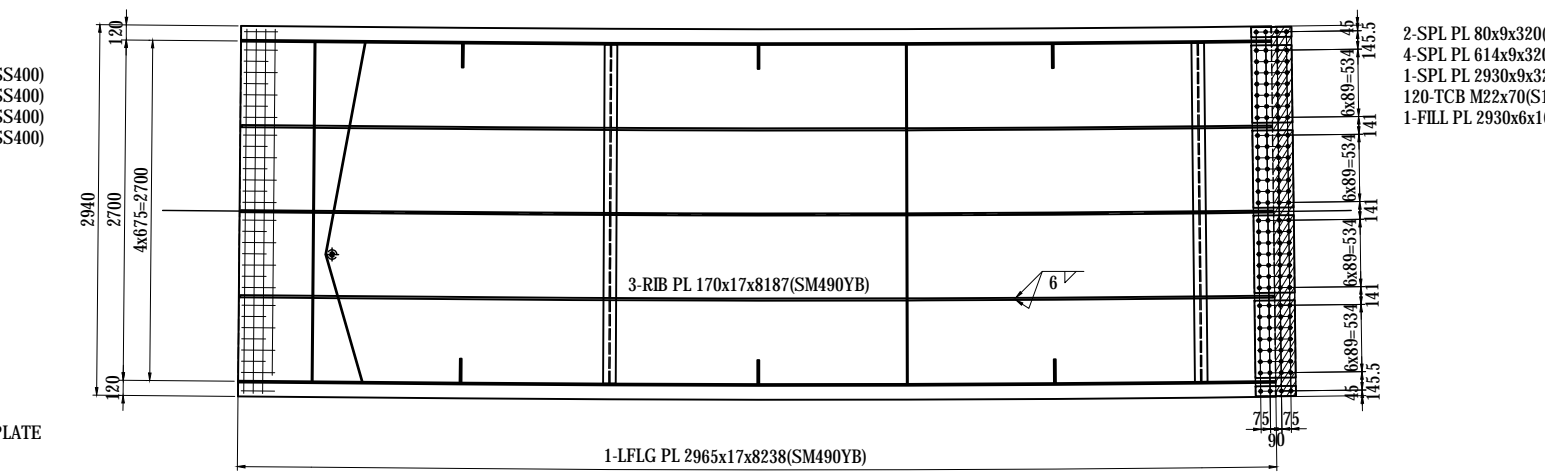 SS400)
SS400)
SS400)
SS400)
PLATE
120
2940
2700
4x675=2700
120
3-RIB PL 170x17x8187(SM490YB)
6
1-LFLG PL 2965x17x8238(SM490YB)
45
145.5
6x89=534
141
6x89=534
141
6x89=534
141
6x89=534
45
145.5
75
75
90
2-SPL PL 80x9x320(
4-SPL PL 614x9x320
1-SPL PL 2930x9x32
120-TCB M22x70(S1
1-FILL PL 2930x6x1